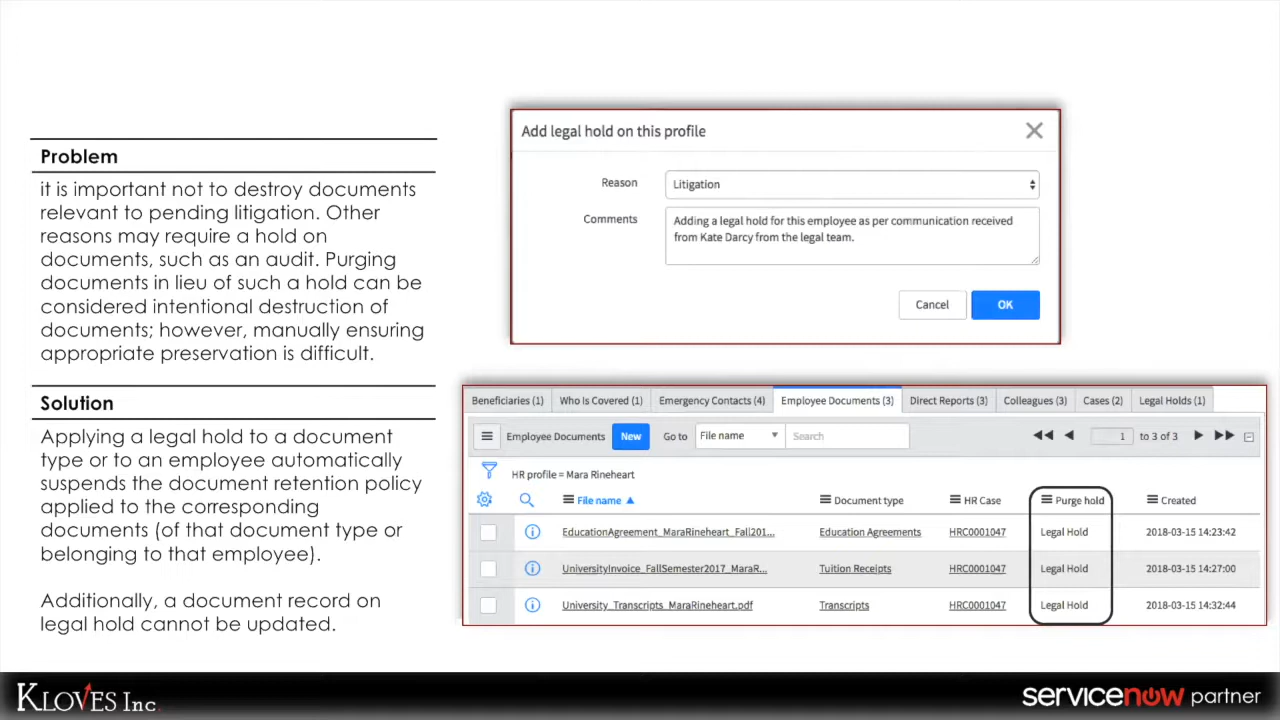 Problem
it is important not to destroy documents
relevant to pending litigation. Other
reasons may require a hold on
documents, such as an audit. Purging
documents in lieu of such a hold can be
considered intentional destruction of
documents; however, manually ensuring
appropriate preservation is difficult.
Solution
Applying a legal hold to a document
type or to an employee automatically
suspends the document retention policy
applied to the corresponding
documents (of that document type or
belonging to that employee).
Additionally, a document record on
legal hold cannot be updated.
Add legal hold on this profile
Reason Litigation
Comments Adding a legal hold for this employee as per communication received
from Kate Darcy from the legal team.
Cancel OK
Beneficiaries (1) Who Is Covered (1) Emergency Contacts (4) Employee Documents (3) Direct Reports (3) Colleagues (3) Cases (2) Legal Holds (1)
Employee Documents New Go to File name Search 1 to 3 of 3
HR profile = Mara Rineheart
File name Document type HR Case Purge hold Created
EducationAgreement_MaraRineheart_Fall201... Education Agreements HRC0001047 Legal Hold 2018-03-15 14:23:42
UniversityInvoice_FallSemester2017_MaraR... Tuition Receipts HRC0001047 Legal Hold 2018-03-15 14:27:00
University_Transcripts_MaraRineheart.pdf Transcripts HRC0001047 Legal Hold 2018-03-15 14:32:44
KLOVES Inc. servicenow partner